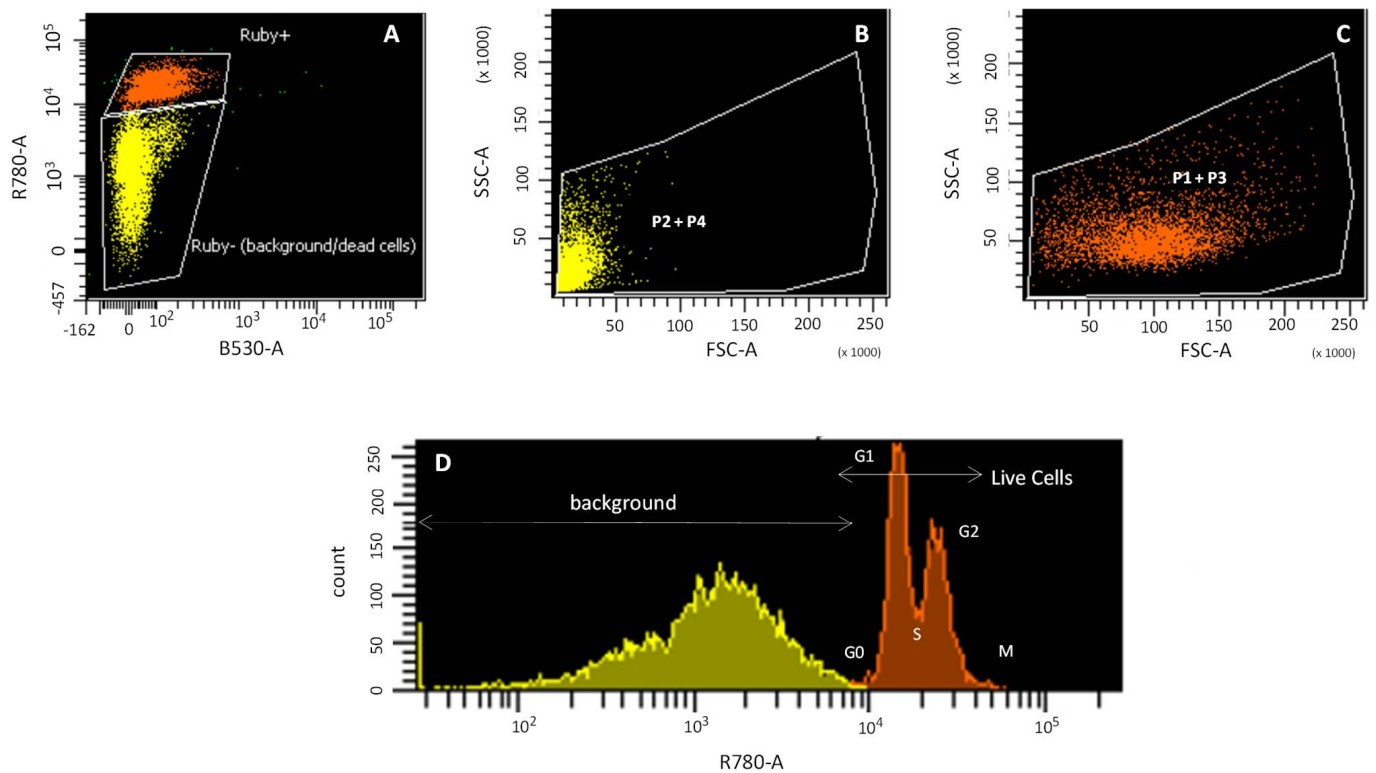 A
Ruby+
Ruby- (background/dead cells)
R780-A
10^5
10^4
10^3
0
-457
-162 0 10^2 10^3 10^4 10^5
B530-A
B
(x 1000)
SSC-A
200
150
100
50
P2 + P4
50 100 150 200 250
FSC-A (x 1000)
C
(x 1000)
SSC-A
200
150
100
50
P1 + P3
50 100 150 200 250
FSC-A (x 1000)
D
count
250
200
150
100
50
0
G1
Live Cells
background
G2
S
G0
M
10^2 10^3 10^4 10^5
R780-A